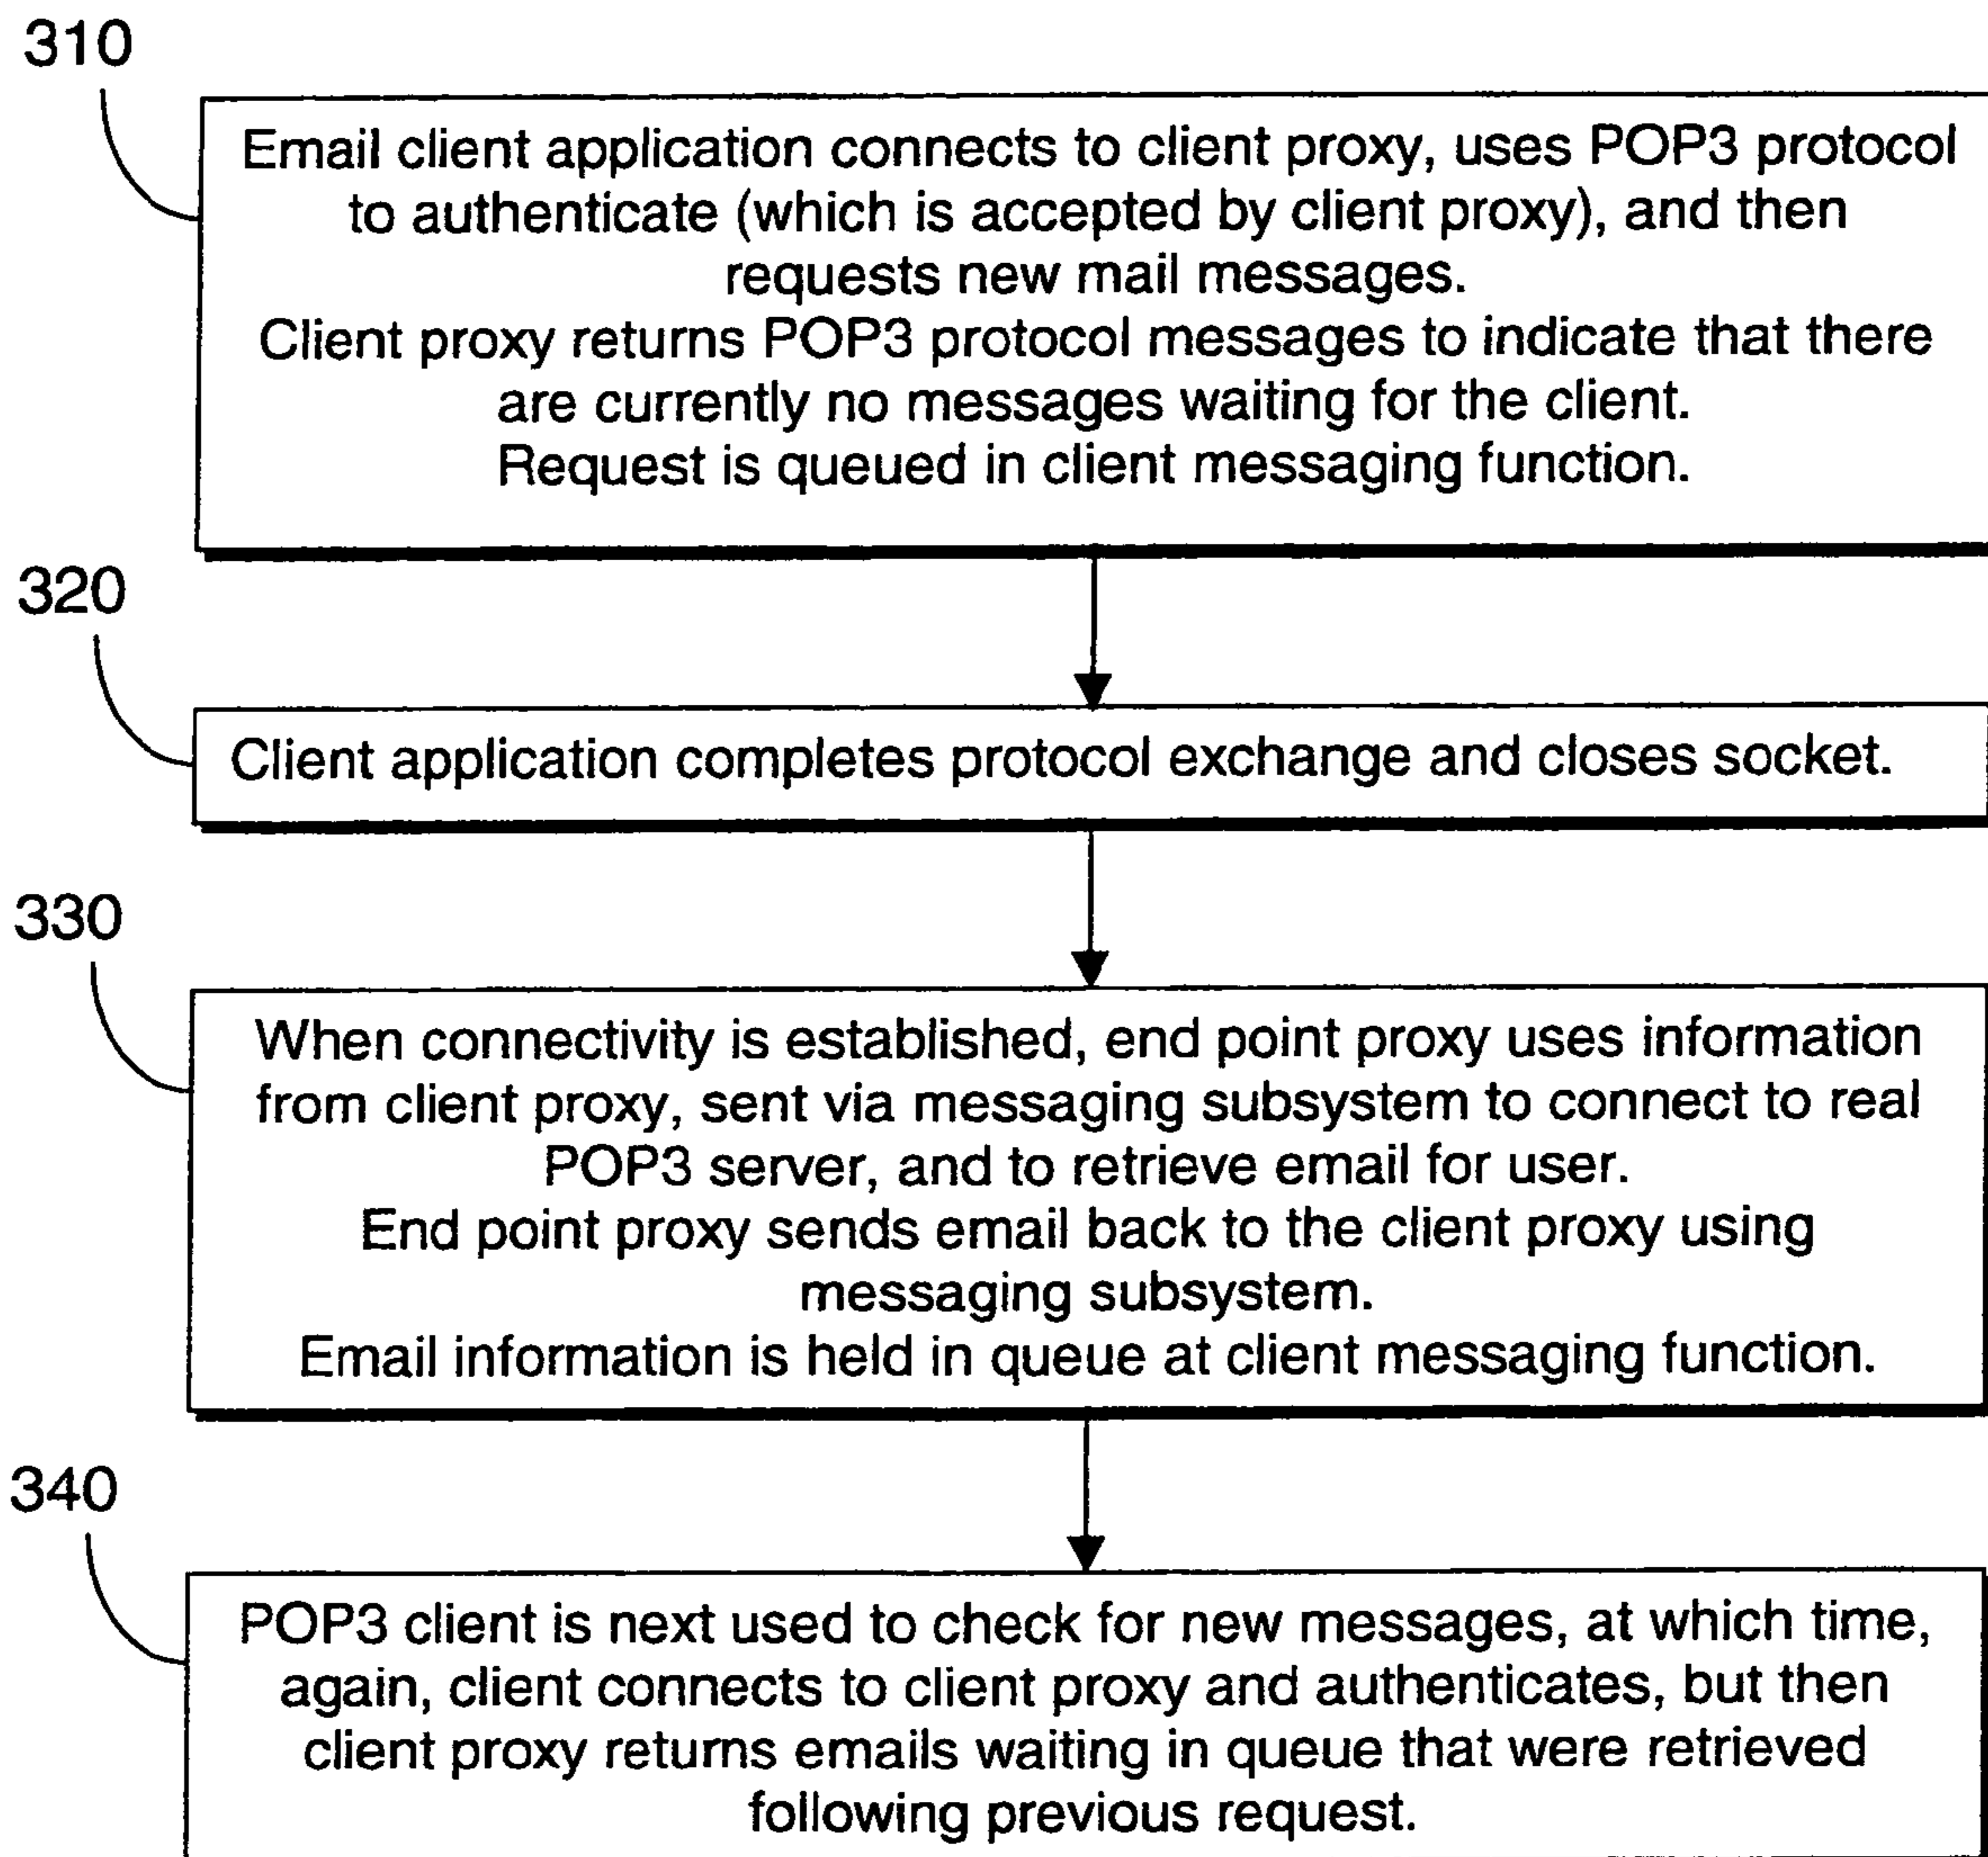 310
Email client application connects to client proxy, uses POP3 protocol
to authenticate (which is accepted by client proxy), and then
requests new mail messages.
Client proxy returns POP3 protocol messages to indicate that there
are currently no messages waiting for the client.
Request is queued in client messaging function.
320
Client application completes protocol exchange and closes socket.
330
When connectivity is established, end point proxy uses information
from client proxy, sent via messaging subsystem to connect to real
POP3 server, and to retrieve email for user.
End point proxy sends email back to the client proxy using
messaging subsystem.
Email information is held in queue at client messaging function.
340
POP3 client is next used to check for new messages, at which time,
again, client connects to client proxy and authenticates, but then
client proxy returns emails waiting in queue that were retrieved
following previous request.